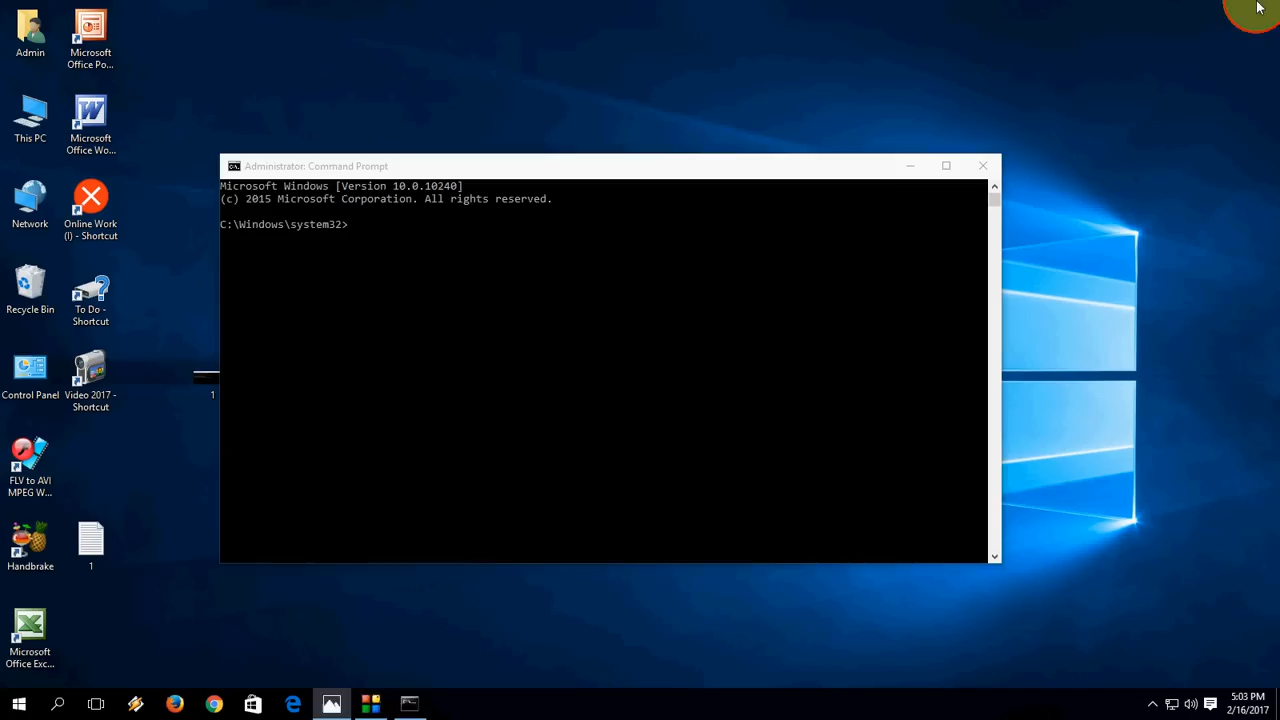 Admin
Microsoft
Office Po...
This PC
Microsoft
Office Wo...
Network
Online Work
(I) - Shortcut
Recycle Bin
To Do -
Shortcut
Control Panel
Video 2017 -
Shortcut
1
FLV to AVI
MPEG W...
Handbrake
1
Microsoft
Office Exc...
Administrator: Command Prompt
Microsoft Windows [Version 10.0.10240]
(c) 2015 Microsoft Corporation. All rights reserved.
C:\Windows\system32>
5:03 PM
2/16/2017